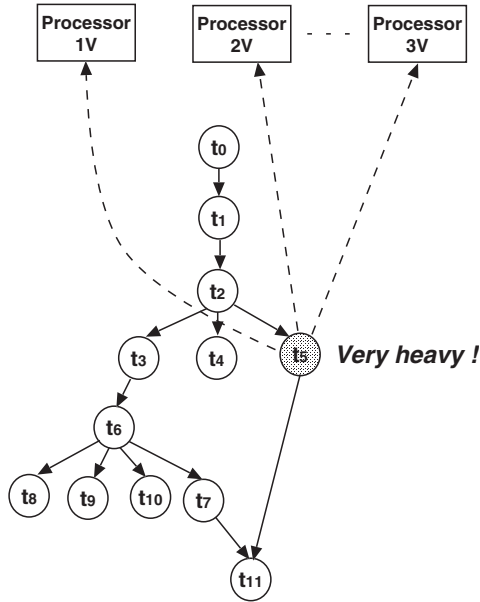 Processor 1V
Processor 2V
Processor 3V
t0
t1
t2
t3
t4
t5
Very heavy !
t6
t8
t9
t10
t7
t11